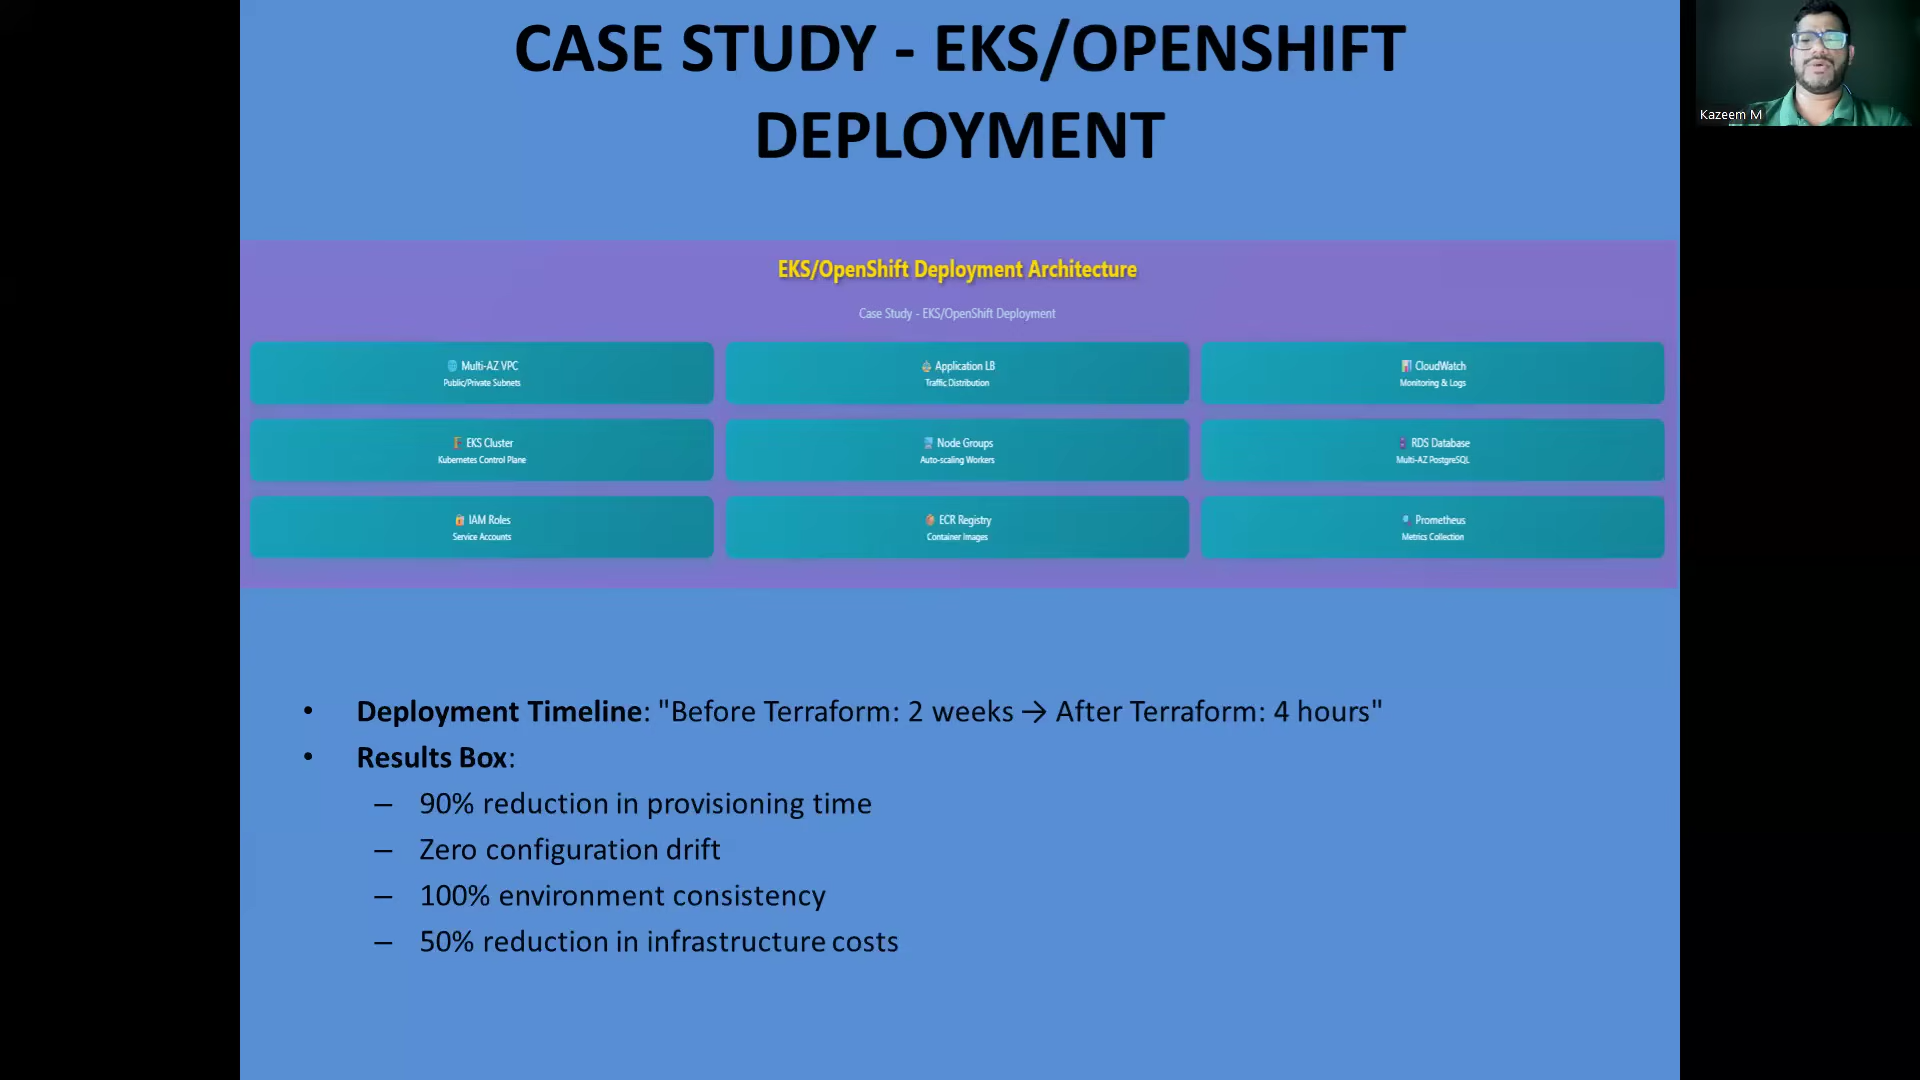 CASE STUDY - EKS/OPENSHIFT
DEPLOYMENT
Kazeem M
EKS/OpenShift Deployment Architecture
Case Study - EKS/OpenShift Deployment
Multi-AZ VPC
Public/Private Subnets
Application LB
Traffic Distribution
CloudWatch
Monitoring & Logs
EKS Cluster
Kubernetes Control Plane
Node Groups
Auto-scaling Workers
RDS Database
Multi-AZ PostgreSQL
IAM Roles
Service Accounts
ECR Registry
Container Images
Prometheus
Metrics Collection
• Deployment Timeline: "Before Terraform: 2 weeks → After Terraform: 4 hours"
• Results Box:
– 90% reduction in provisioning time
– Zero configuration drift
– 100% environment consistency
– 50% reduction in infrastructure costs